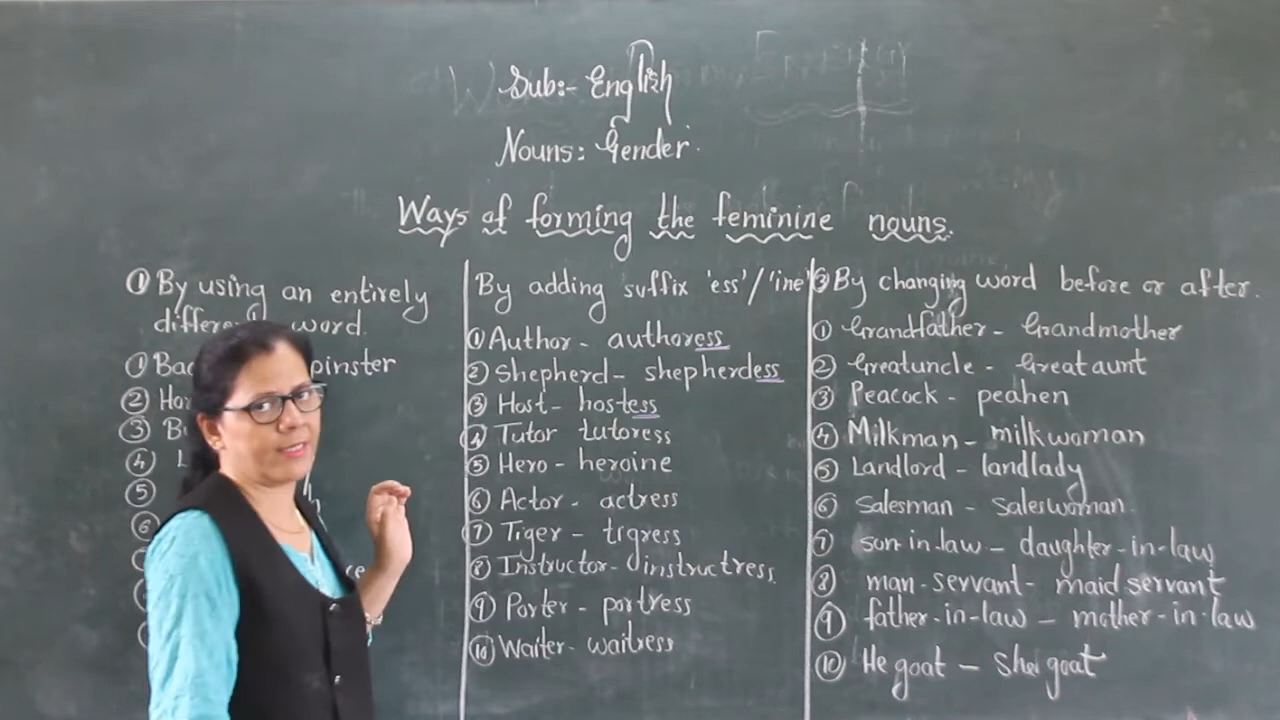 Sub:- English
Nouns: Gender.
Ways of forming the feminine nouns.
① By using an entirely
word.
①
②
③
④
⑤
⑥
By adding suffix 'ess'/'ine'
① Author - authoress
② Shepherd - shepherdess
③ Host - hostess
④ Tutor tutoress
⑤ Hero - heroine
⑥ Actor - actress
⑦ Tiger - tigress
⑧ Instructor - instructress.
⑨ Porter - portress
⑩ Waiter - waitress
③ By changing word before or after.
① Grandfather - Grandmother
② Greatuncle - Great aunt
③ Peacock - peahen
④ Milkman - milkwoman
⑤ Landlord - landlady
⑥ Salesman - saleswoman.
⑦ son-in-law - daughter-in-law
⑧ man-servant - maid servant
⑨ father-in-law - mother-in-law
⑩ He goat - She goat